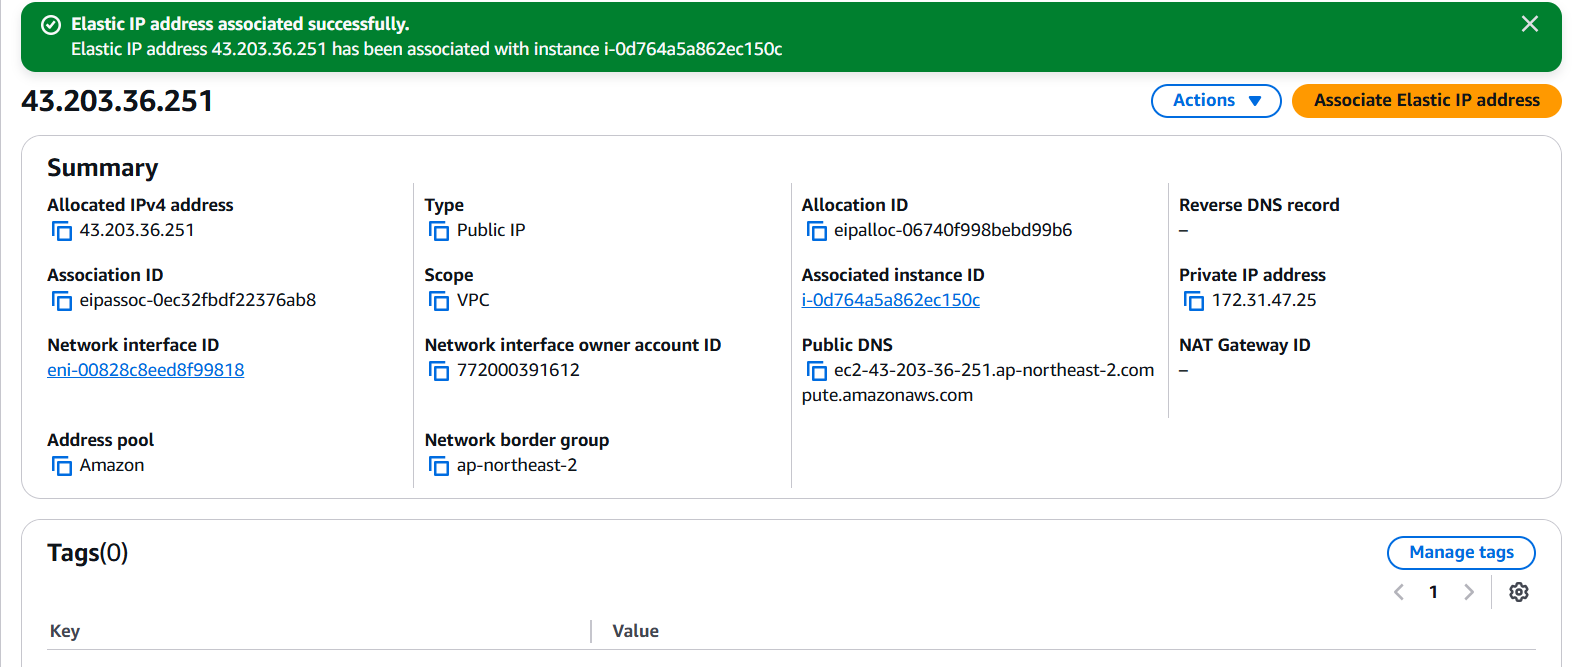 Elastic IP address associated successfully.
Elastic IP address 43.203.36.251 has been associated with instance i-0d764a5a862ec150c
43.203.36.251
Actions
Associate Elastic IP address
Summary
Allocated IPv4 address
43.203.36.251
Type
Public IP
Allocation ID
eipalloc-06740f998bebd99b6
Reverse DNS record
–
Association ID
eipassoc-0ec32fbdf22376ab8
Scope
VPC
Associated instance ID
i-0d764a5a862ec150c
Private IP address
172.31.47.25
Network interface ID
eni-00828c8eed8f99818
Network interface owner account ID
772000391612
Public DNS
ec2-43-203-36-251.ap-northeast-2.com
pute.amazonaws.com
NAT Gateway ID
–
Address pool
Amazon
Network border group
ap-northeast-2
Tags(0)
Manage tags
1
Key
Value